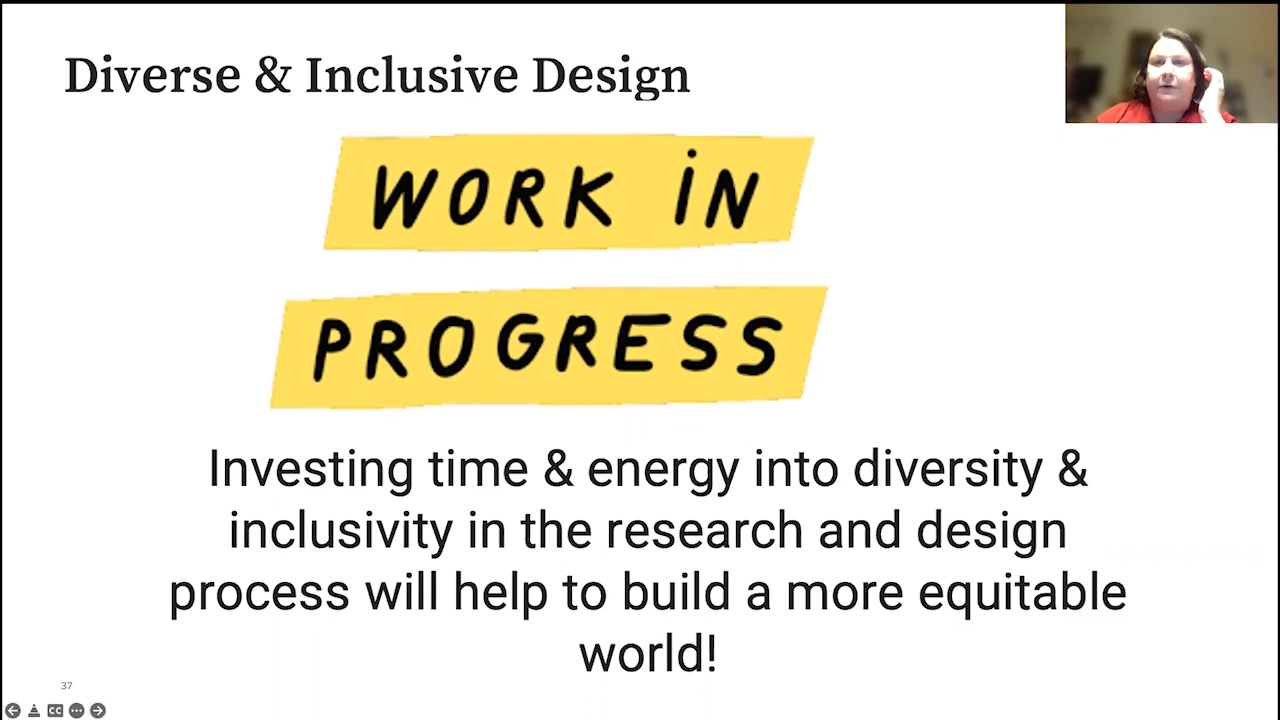 Diverse & Inclusive Design
WORK iN
PROGRESS
Investing time & energy into diversity &
inclusivity in the research and design
process will help to build a more equitable
world!
37
CC